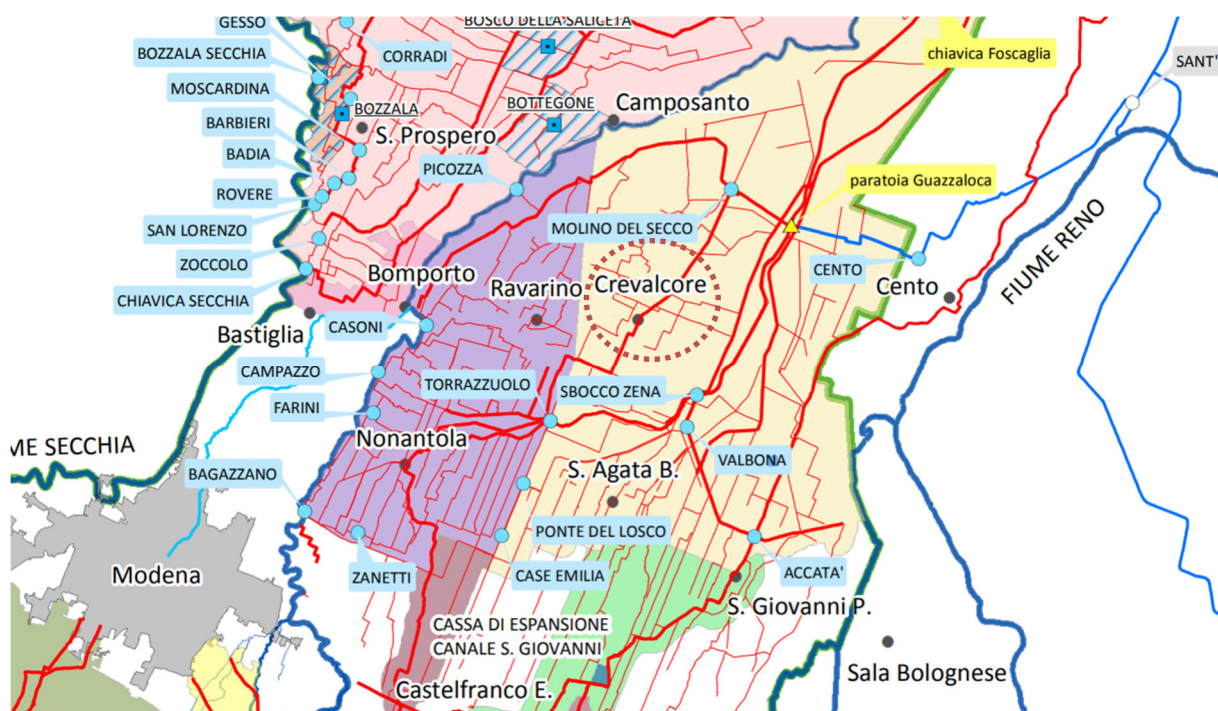 GESSO
BOSCO DELLA SALICETA
BOZZALA SECCHIA
CORRADI
chiavica Foscaglia
SANT'
MOSCARDINA
BOZZALA
BOTTEGONE
Camposanto
BARBIERI
S. Prospero
BADIA
PICOZZA
paratoia Guazzaloca
ROVERE
SAN LORENZO
MOLINO DEL SECCO
FIUME RENO
ZOCCOLO
CENTO
Bomporto
Ravarino
Crevalcore
Cento
CHIAVICA SECCHIA
Bastiglia
CASONI
CAMPAZZO
TORRAZZUOLO
SBOCCO ZENA
FARINI
Nonantola
ME SECCHIA
VALBONA
BAGAZZANO
S. Agata B.
PONTE DEL LOSCO
Modena
ZANETTI
CASE EMILIA
ACCATA'
S. Giovanni P.
CASSA DI ESPANSIONE
CANALE S. GIOVANNI
Sala Bolognese
Castelfranco E.